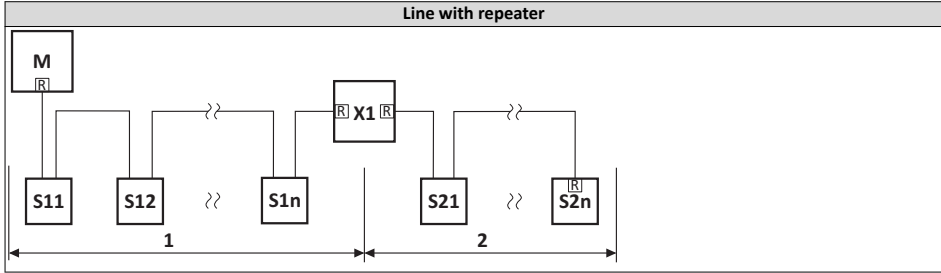 Line with repeater
M
R
R X1 R
S11 S12 S1n S21 R S2n
1 2